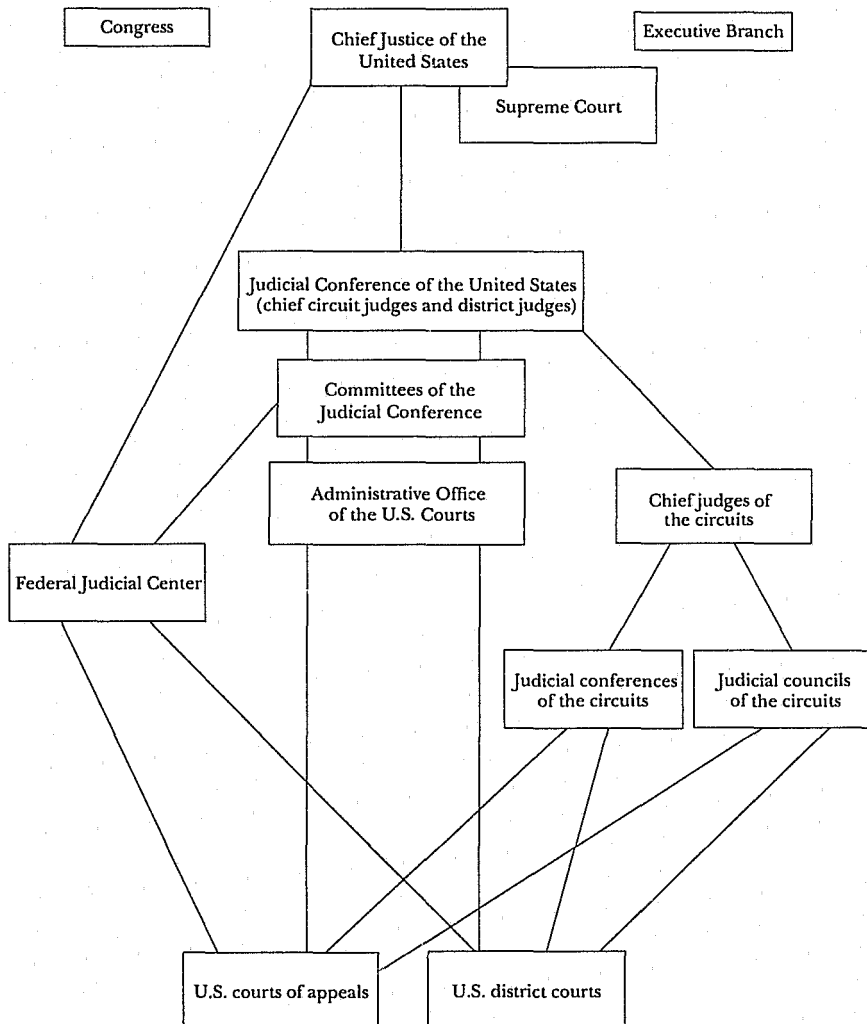 Congress
Chief Justice of the
United States
Executive Branch
Supreme Court
Judicial Conference of the United States
(chief circuit judges and district judges)
Committees of the
Judicial Conference
Administrative Office
of the U.S. Courts
Chief judges of
the circuits
Federal Judicial Center
Judicial conferences
of the circuits
Judicial councils
of the circuits
U.S. courts of appeals
U.S. district courts